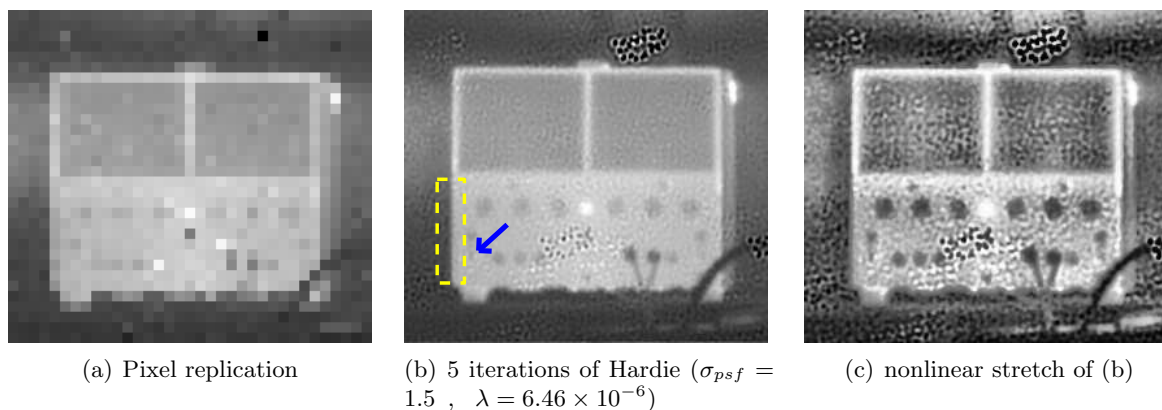 (a) Pixel replication
(b) 5 iterations of Hardie (σ_psf =
1.5 , λ = 6.46 × 10⁻⁶)
(c) nonlinear stretch of (b)